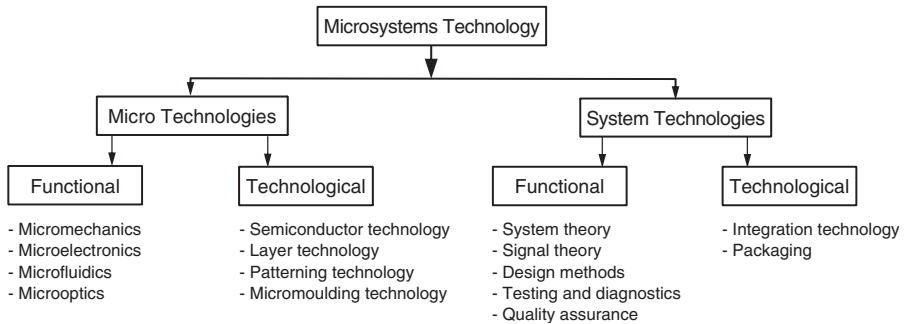 Microsystems Technology
Micro Technologies
System Technologies
Functional
Technological
Functional
Technological
- Micromechanics
- Microelectronics
- Microfluidics
- Microoptics
- Semiconductor technology
- Layer technology
- Patterning technology
- Micromoulding technology
- System theory
- Signal theory
- Design methods
- Testing and diagnostics
- Quality assurance
- Integration technology
- Packaging